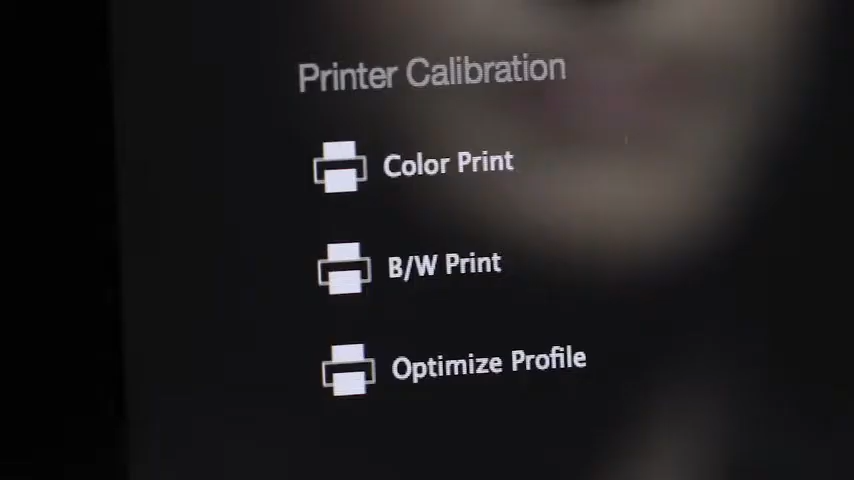 Printer Calibration
Color Print
B/W Print
Optimize Profile